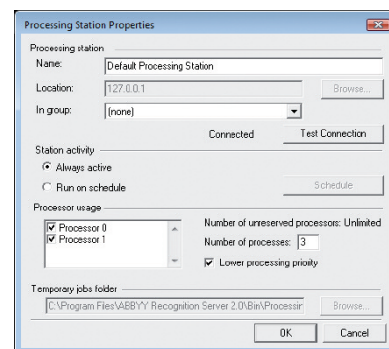 Processing Station Properties
Processing station
Name: Default Processing Station
Location: 127.0.0.1 Browse...
In group: (none)
Connected Test Connection
Station activity
Always active
Run on schedule Schedule
Processor usage
Processor 0
Processor 1
Number of unreserved processors: Unlimited
Number of processes: 3
Lower processing priority
Temporary jobs folder
C:\Program Files\ABBYY Recognition Server 2.0\Bin\Processir Browse...
OK Cancel